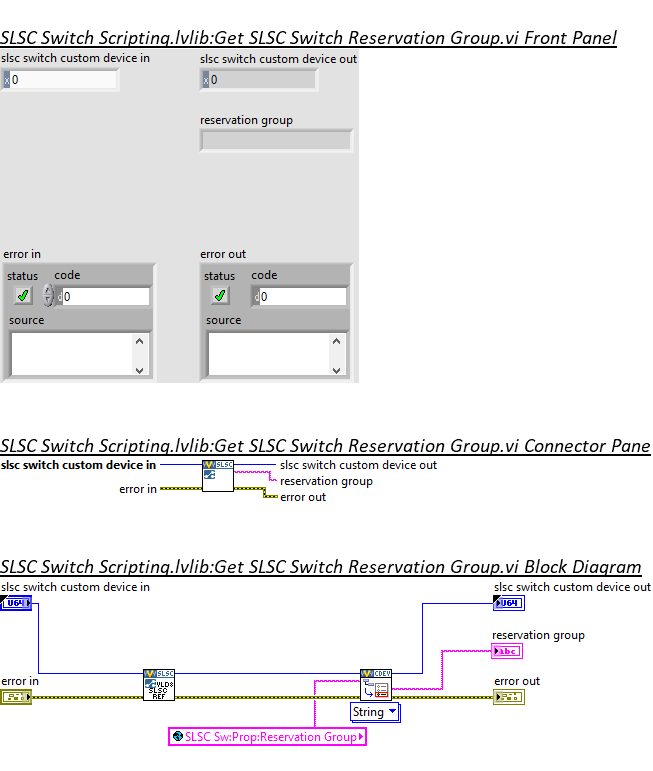 SLSC Switch Scripting.lvlib:Get SLSC Switch Reservation Group.vi Front Panel
slsc switch custom device in
slsc switch custom device out
x 0
x 0
reservation group
error in
error out
status code
status code
d 0
d 0
source
source
SLSC Switch Scripting.lvlib:Get SLSC Switch Reservation Group.vi Connector Pane
slsc switch custom device in
SLSC
slsc switch custom device out
reservation group
error in
error out
SLSC Switch Scripting.lvlib:Get SLSC Switch Reservation Group.vi Block Diagram
slsc switch custom device in
slsc switch custom device out
U64
U64
reservation group
abc
error in
error out
SLSC
VLD8
SLSC
REF
CDEV
String
SLSC Sw:Prop:Reservation Group